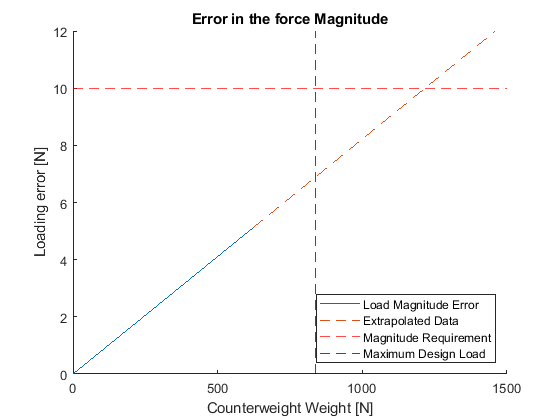 Error in the force Magnitude
12
10
8
6
4
2
0
Loading error [N]
0
500
1000
1500
Counterweight Weight [N]
Load Magnitude Error
Extrapolated Data
Magnitude Requirement
Maximum Design Load